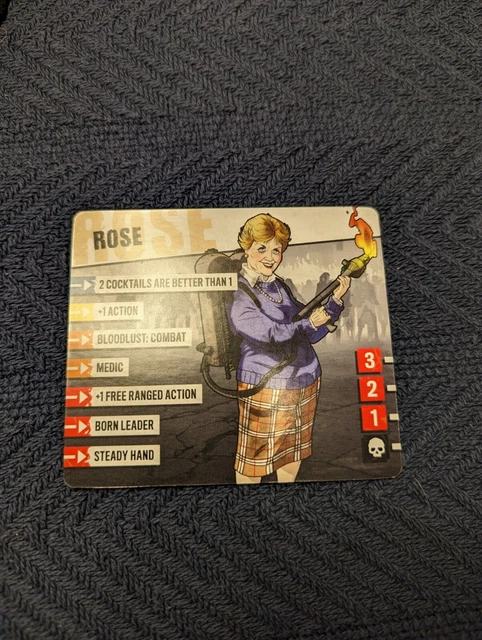 ROSE
ROSE
2 COCKTAILS ARE BETTER THAN 1
+1 ACTION
BLOODLUST: COMBAT
MEDIC
+1 FREE RANGED ACTION
BORN LEADER
STEADY HAND
3
2
1